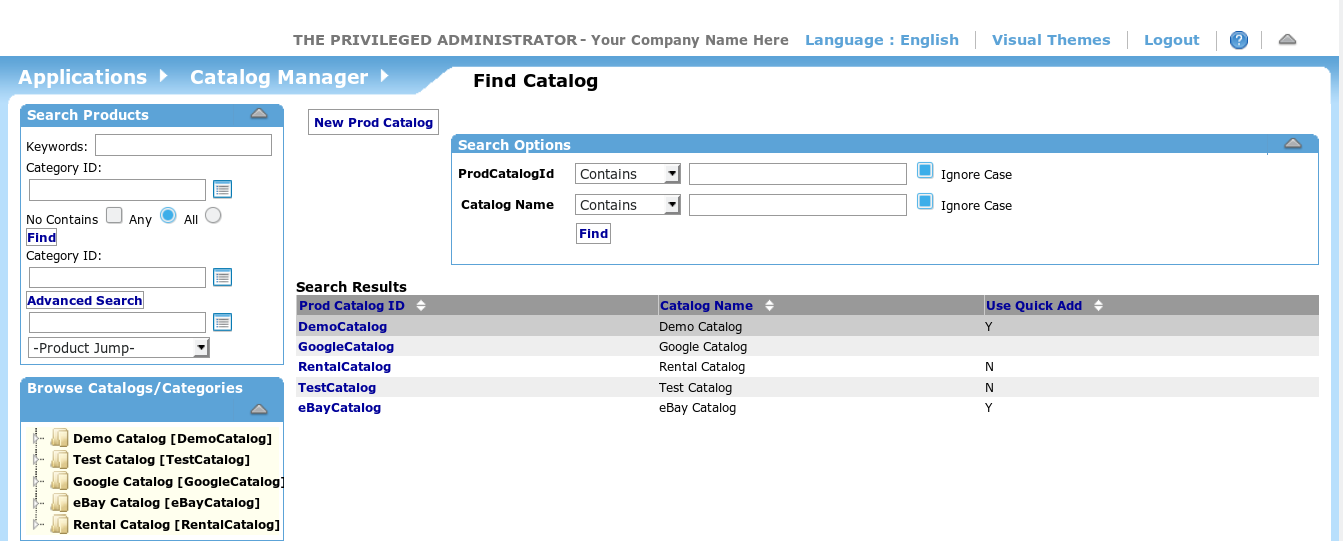 THE PRIVILEGED ADMINISTRATOR - Your Company Name Here Language : English Visual Themes Logout ?
Applications Catalog Manager Find Catalog
Search Products
Keywords:
Category ID:
No Contains Any All
Find
Category ID:
Advanced Search
-Product Jump-
Browse Catalogs/Categories
Demo Catalog [DemoCatalog]
Test Catalog [TestCatalog]
Google Catalog [GoogleCatalog]
eBay Catalog [eBayCatalog]
Rental Catalog [RentalCatalog]
New Prod Catalog
Search Options
ProdCatalogId Contains Ignore Case
Catalog Name Contains Ignore Case
Find
Search Results
Prod Catalog ID Catalog Name Use Quick Add
DemoCatalog Demo Catalog Y
GoogleCatalog Google Catalog
RentalCatalog Rental Catalog N
TestCatalog Test Catalog N
eBayCatalog eBay Catalog Y